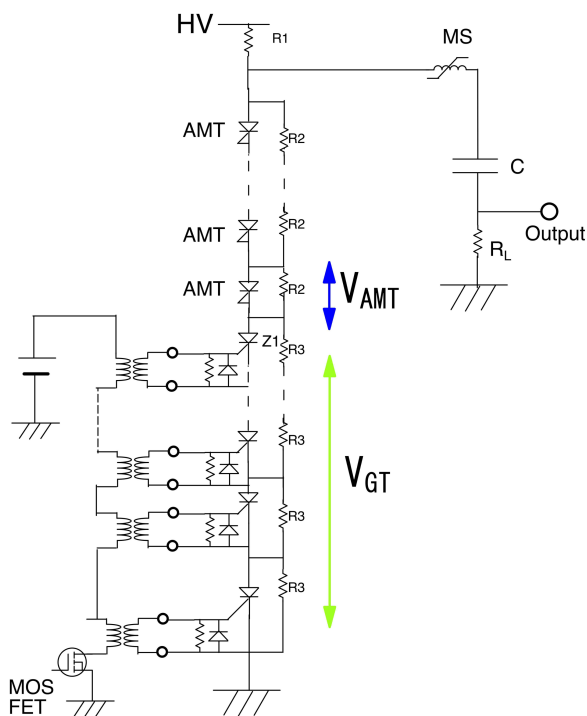 HV
R1
MS
AMT
R2
C
AMT
R2
Output
RL
AMT
R2
VAMT
Z1
R3
R3
VGT
R3
R3
MOS
FET